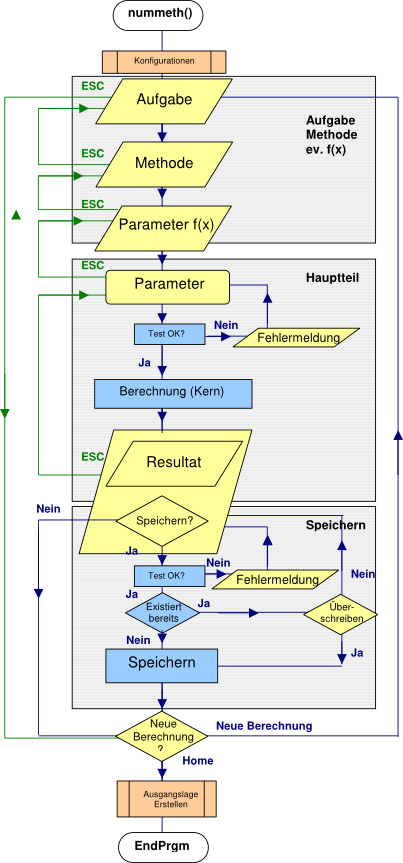 nummeth()
Konfigurationen
ESC
Aufgabe
Aufgabe
Methode
ev. f(x)
ESC
Methode
ESC
Parameter f(x)
ESC
Parameter
Hauptteil
Test OK?
Nein
Fehlermeldung
Ja
Berechnung (Kern)
ESC
Resultat
Nein
Speichern?
Speichern
Ja
Test OK?
Nein
Fehlermeldung
Nein
Ja
Existiert
bereits
Ja
Über-
schreiben
Nein
Ja
Speichern
Neue
Berechnung
?
Neue Berechnung
Home
Ausgangslage
Erstellen
EndPrgm